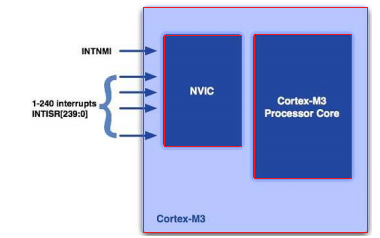 INTNMI
1-240 interrupts
INTISR[239:0]
NVIC
Cortex-M3
Processor Core
Cortex-M3